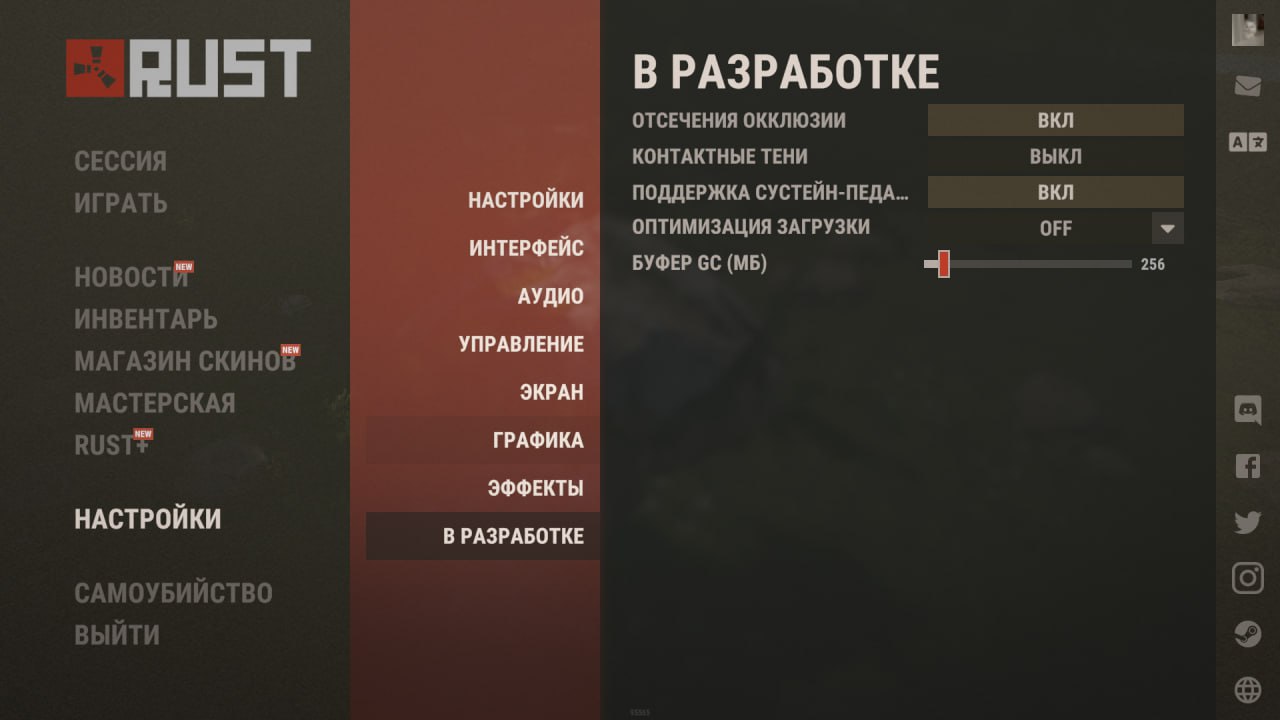 RUST
СЕССИЯ
ИГРАТЬ
НОВОСТИ NEW
ИНВЕНТАРЬ
МАГАЗИН СКИНОВ NEW
МАСТЕРСКАЯ
RUST+ NEW
НАСТРОЙКИ
САМОУБИЙСТВО
ВЫЙТИ
НАСТРОЙКИ
ИНТЕРФЕЙС
АУДИО
УПРАВЛЕНИЕ
ЭКРАН
ГРАФИКА
ЭФФЕКТЫ
В РАЗРАБОТКЕ
В РАЗРАБОТКЕ
ОТСЕЧЕНИЯ ОККЛЮЗИИ ВКЛ
КОНТАКТНЫЕ ТЕНИ ВЫКЛ
ПОДДЕРЖКА СУСТЕЙН-ПЕДА... ВКЛ
ОПТИМИЗАЦИЯ ЗАГРУЗКИ OFF
БУФЕР GC (МБ) 256